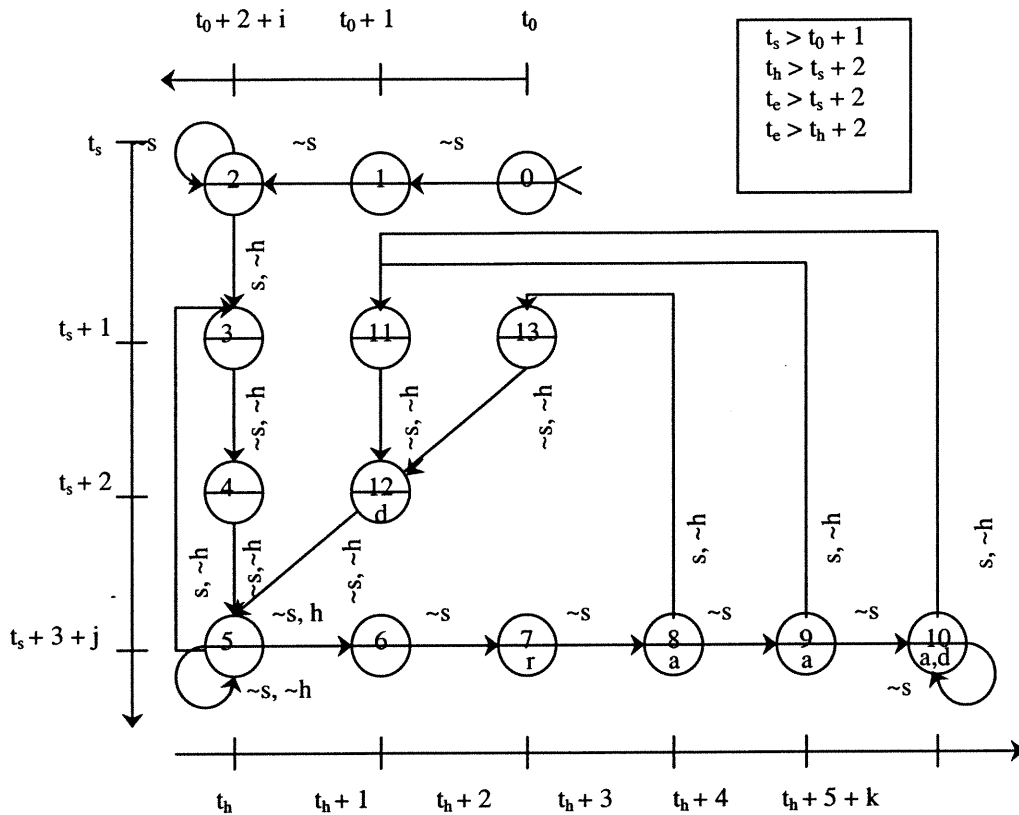 t0 + 2 + i
t0 + 1
t0
ts > t0 + 1
th > ts + 2
te > ts + 2
te > th + 2
ts
~s
~s
~s
2
1
0
s, ~h
ts + 1
3
11
13
~s, ~h
~s, ~h
~s, ~h
ts + 2
4
12
d
s, ~h
~s, ~h
~s, ~h
s, ~h
s, ~h
s, ~h
ts + 3 + j
~s, h
~s
~s
~s
~s
5
6
7
8
9
10
r
a
a
a,d
~s, ~h
~s
th
th + 1
th + 2
th + 3
th + 4
th + 5 + k